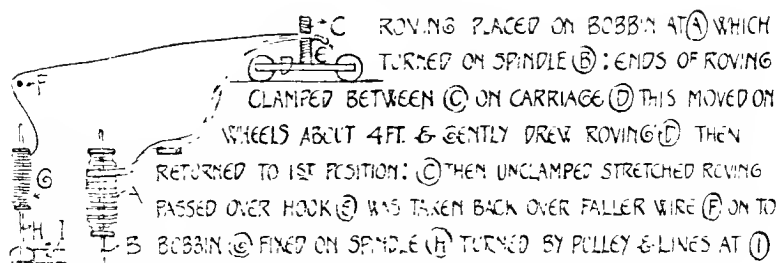 C ROVING PLACED ON BOBBIN AT Ⓐ WHICH
E
D TURNED ON SPINDLE Ⓑ: ENDS OF ROVING
F CLAMPED BETWEEN Ⓒ ON CARRIAGE Ⓓ THIS MOVED ON
WHEELS ABOUT 4FT. & GENTLY DREW ROVING THEN
G RETURNED TO 1ST POSITION: Ⓒ THEN UNCLAMPED STRETCHED ROVING
A PASSED OVER HOOK Ⓔ WAS TAKEN BACK OVER FALLER WIRE Ⓕ ON TO
H I B BOBBIN Ⓖ FIXED ON SPINDLE Ⓗ TURNED BY PULLEY & LINES AT Ⓘ